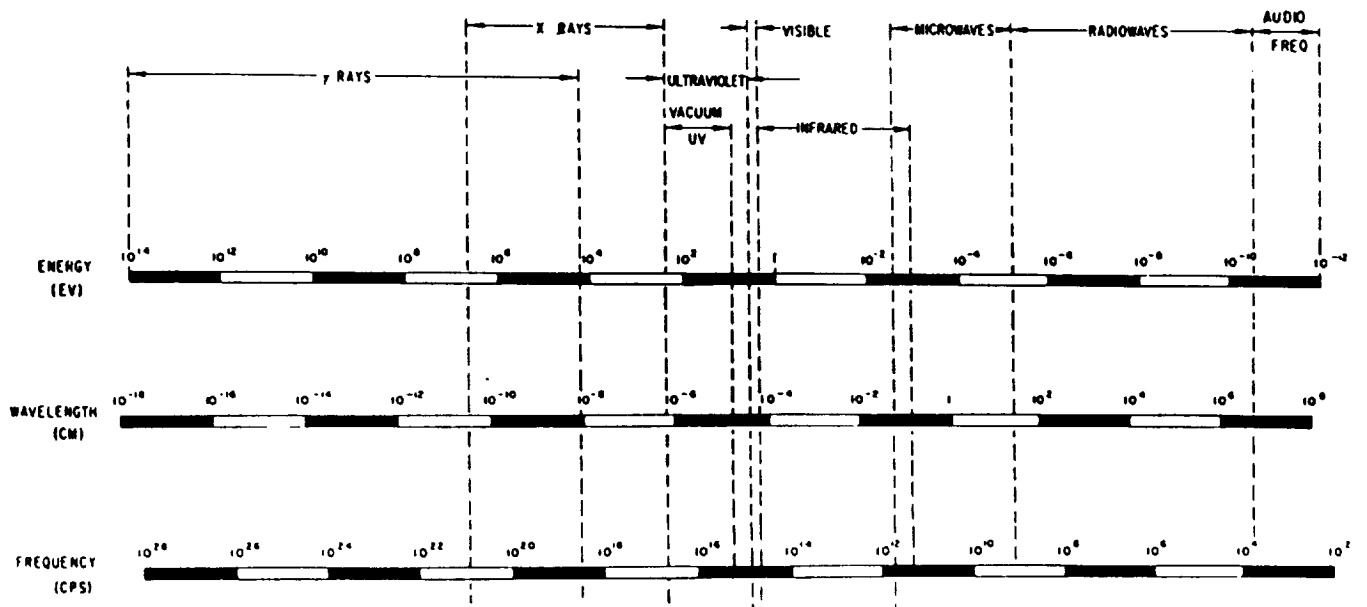 AUDIO
X RAYS VISIBLE MICROWAVES RADIOWAVES
FREQ
γ RAYS ULTRAVIOLET
VACUUM
UV INFRARED
10¹⁴ 10¹² 10¹⁰ 10⁸ 10⁶ 10⁴ 10² 1 10⁻² 10⁻⁴ 10⁻⁶ 10⁻⁸ 10⁻¹⁰ 10⁻¹²
ENERGY
(EV)
10⁻¹⁸ 10⁻¹⁶ 10⁻¹⁴ 10⁻¹² 10⁻¹⁰ 10⁻⁸ 10⁻⁶ 10⁻⁴ 10⁻² 1 10² 10⁴ 10⁶ 10⁸
WAVELENGTH
(CM)
10²⁸ 10²⁶ 10²⁴ 10²² 10²⁰ 10¹⁸ 10¹⁶ 10¹⁴ 10¹² 10¹⁰ 10⁸ 10⁶ 10⁴ 10²
FREQUENCY
(CPS)